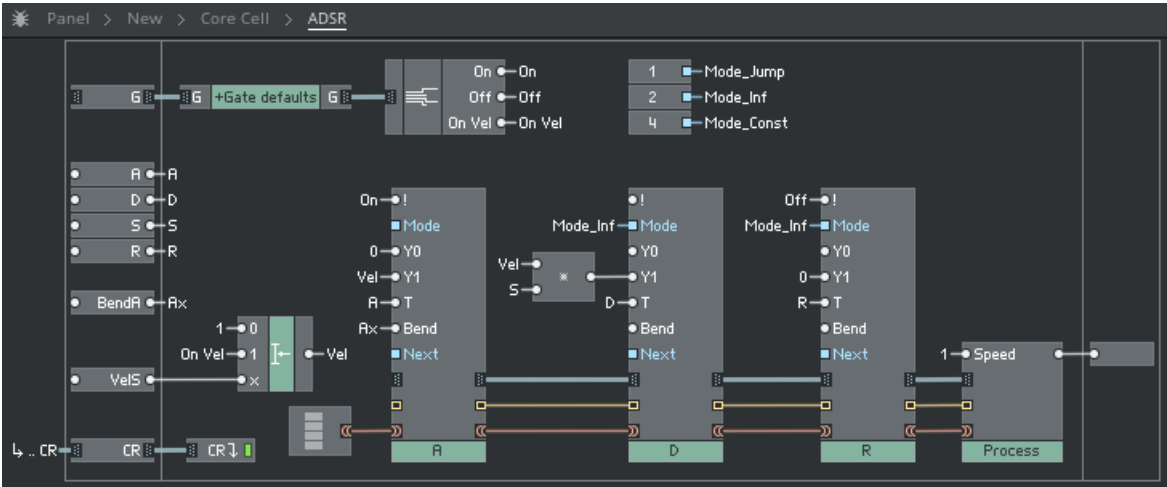 Panel > New > Core Cell > ADSR
G G +Gate defaults G
On On
Off Off
On Vel On Vel
1 Mode_Jump
2 Mode_Inf
4 Mode_Const
A A
D D
S S
R R
BendA Ax
VelS
1 0
On Vel 1 Vel
x
On !
Mode
0 Y0
Vel Y1
A T
Ax Bend
Next
A
Vel
S *
!
Mode_Inf Mode
Y0
Y1
D T
Bend
Next
D
Off !
Mode_Inf Mode
Y0
0 Y1
R T
Bend
Next
R
1 Speed
Process
.. CR CR CR